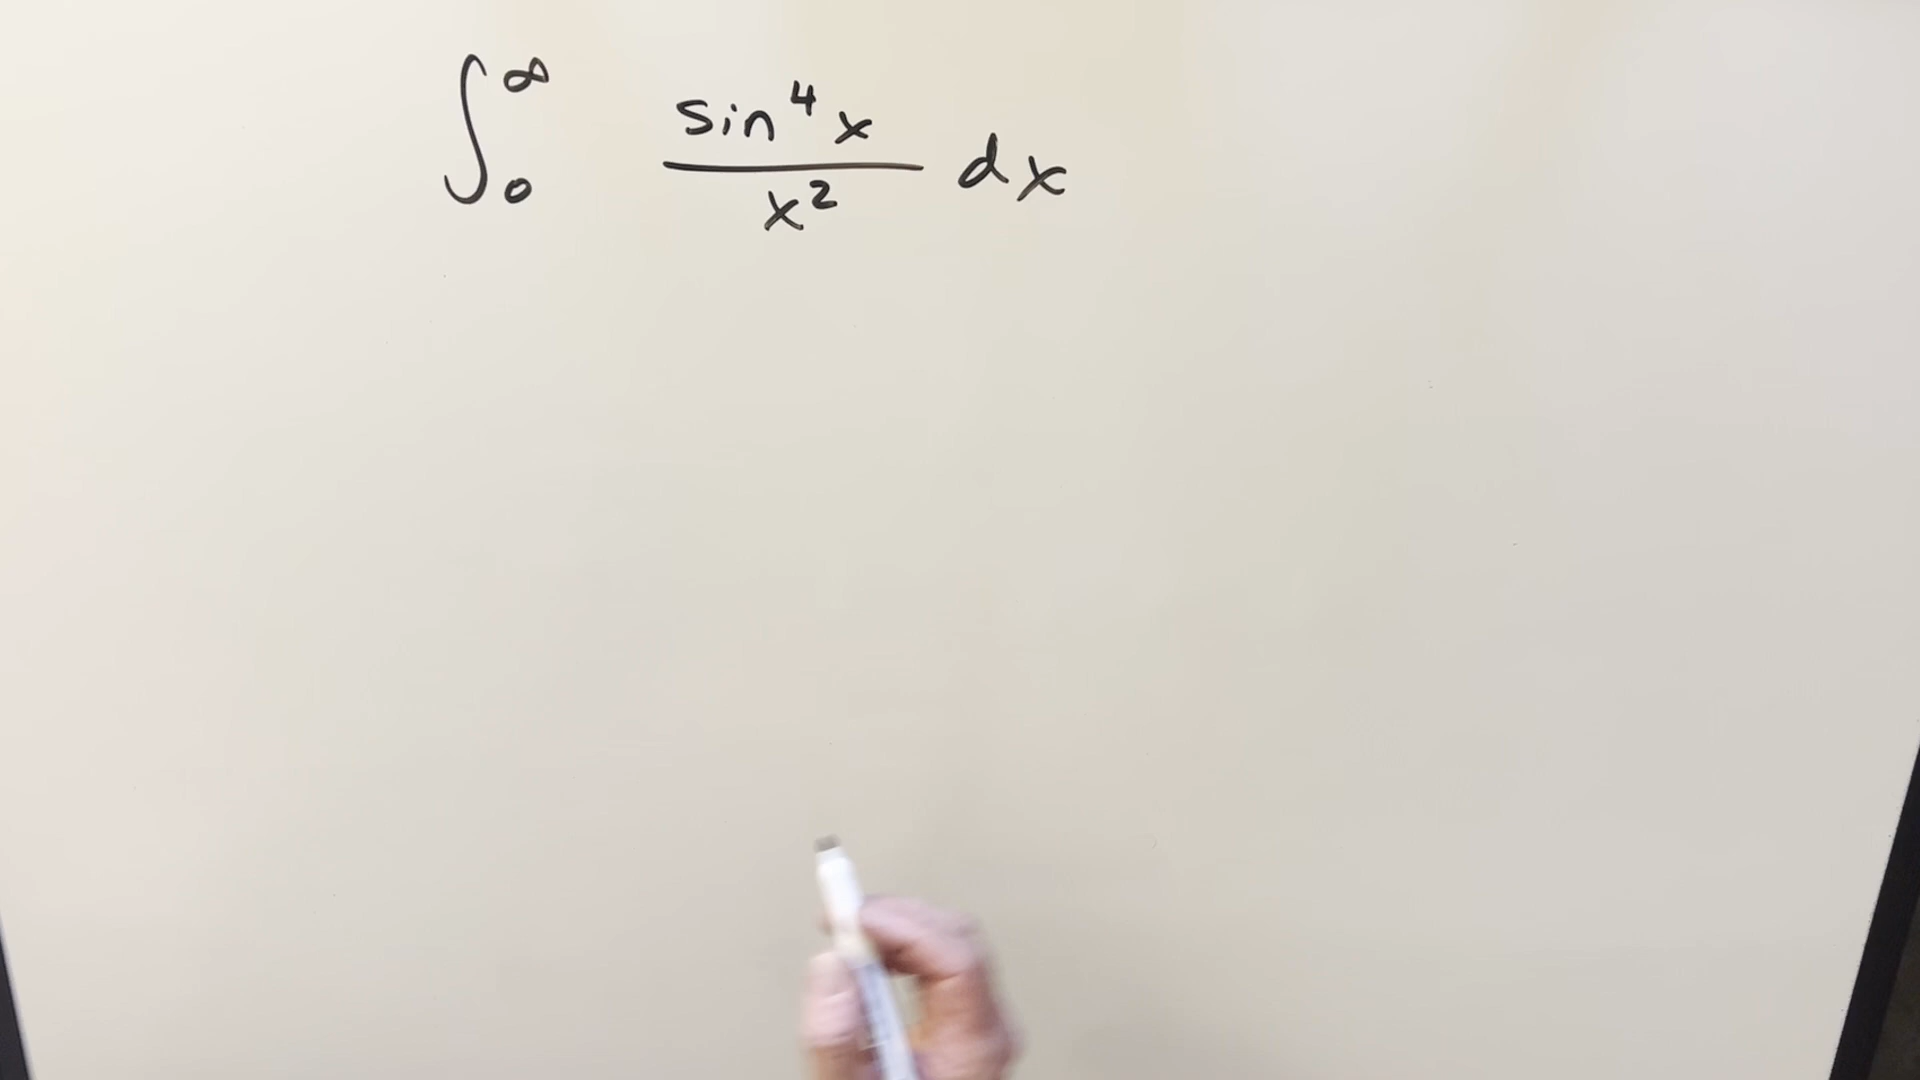 ∫₀^∞ sin⁴x / x² dx